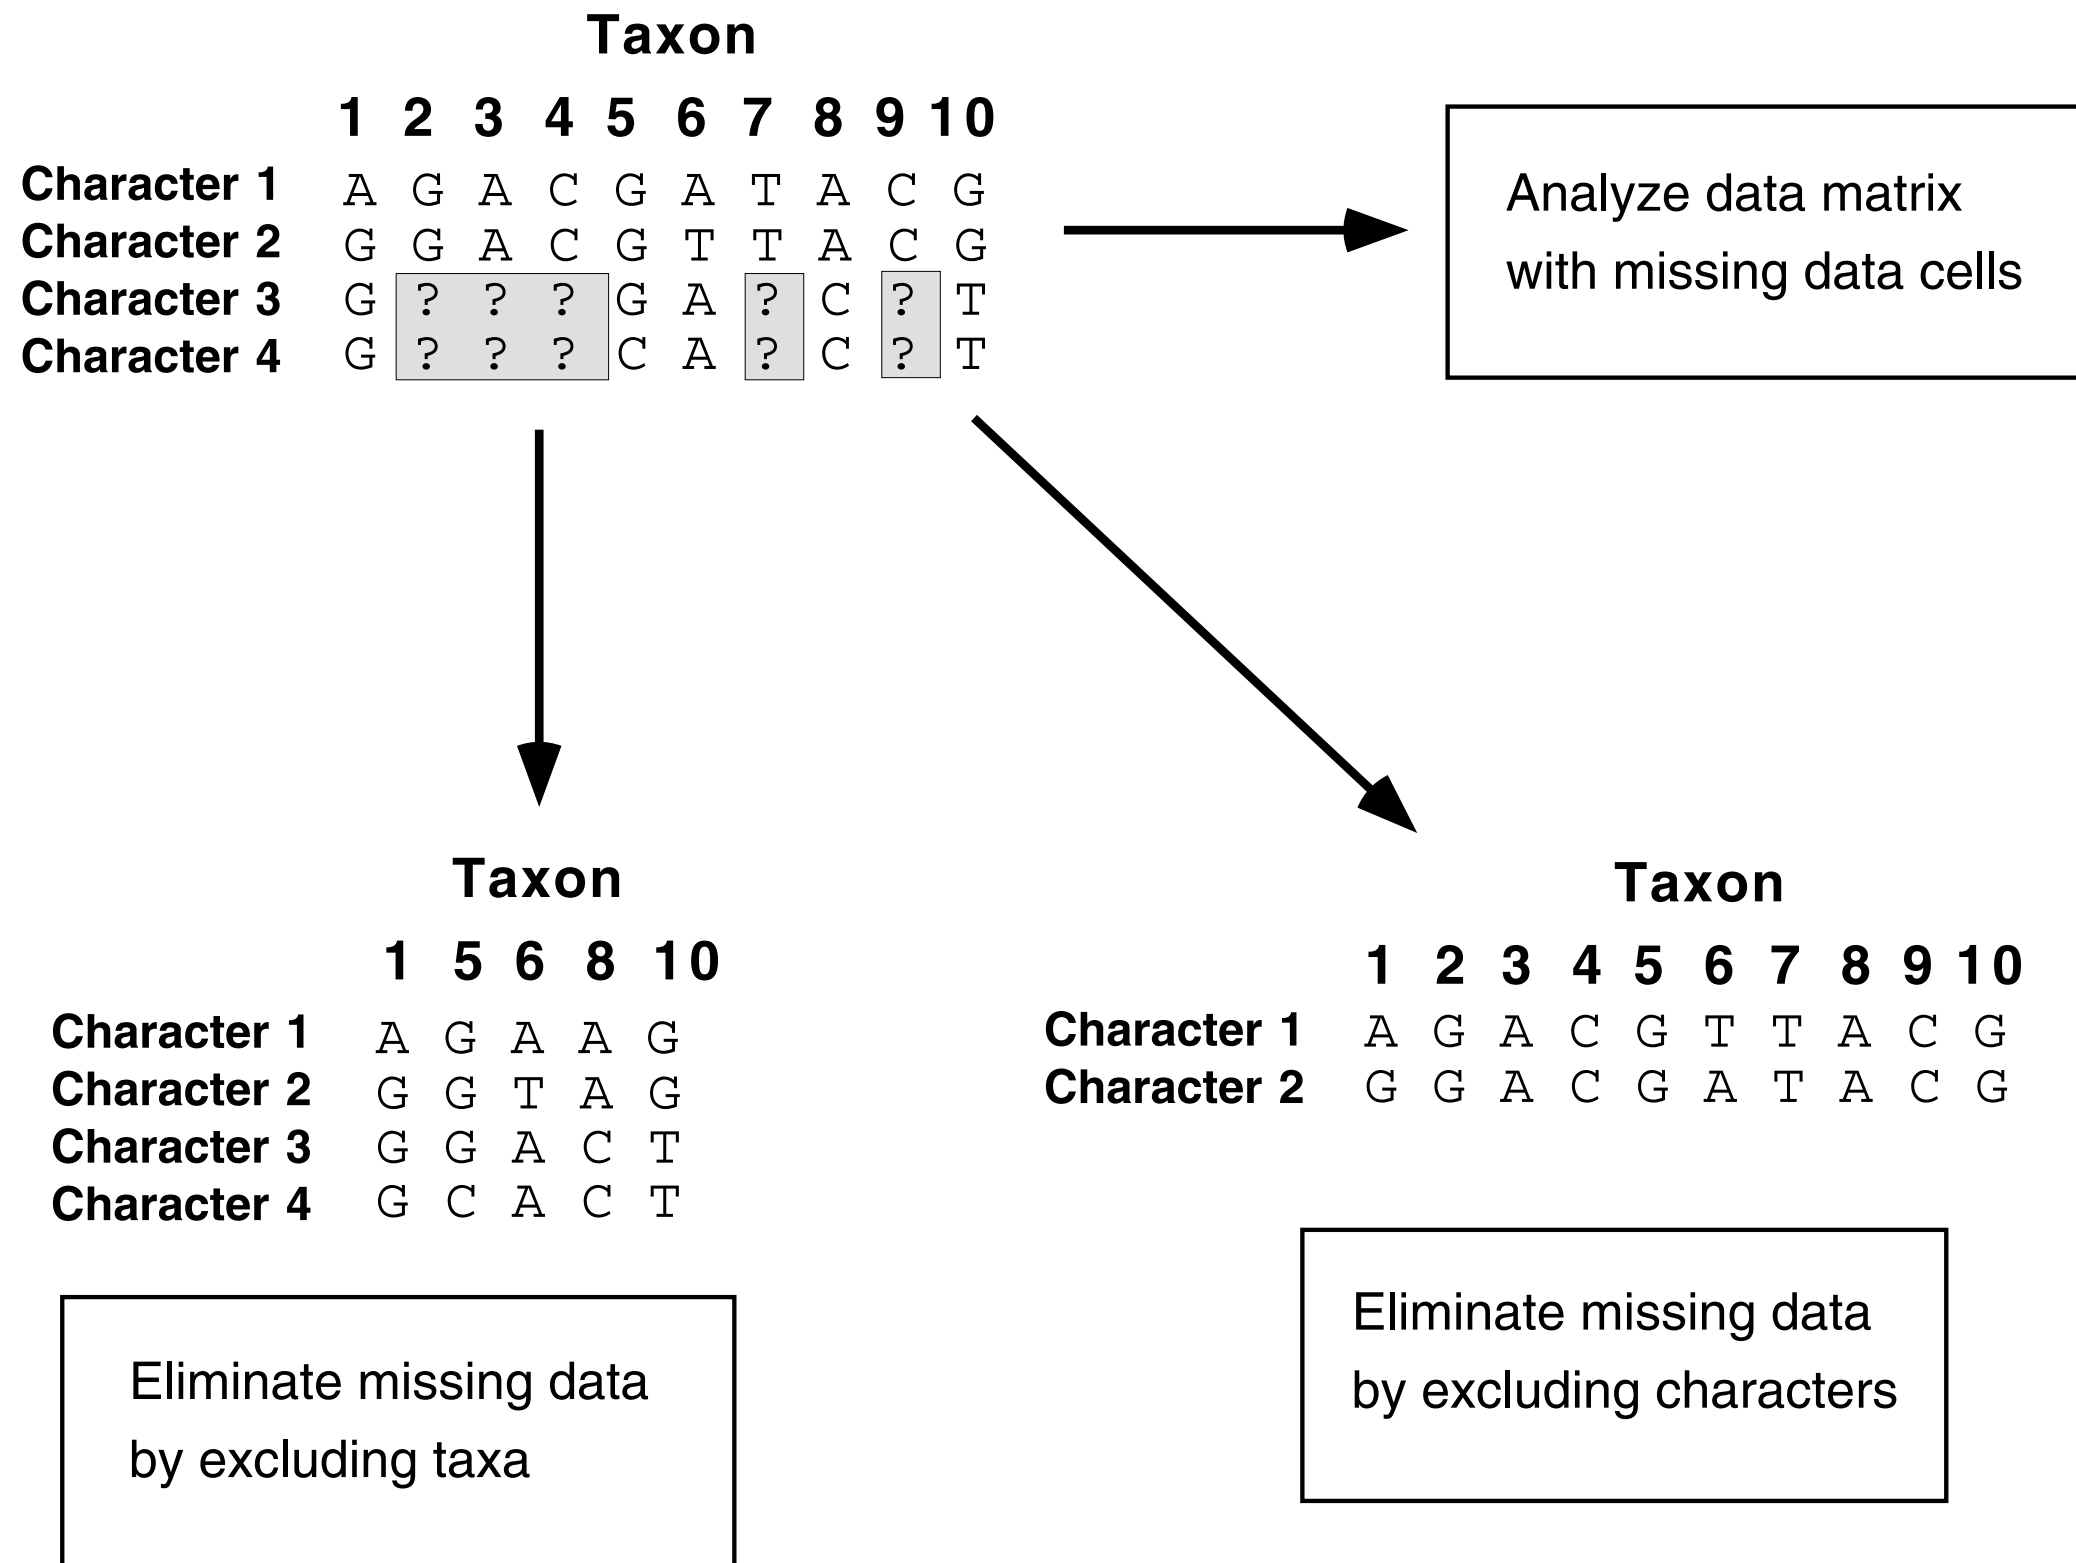 Taxon
1 2 3 4 5 6 7 8 9 10
Character 1 A G A C G A T A C G
Character 2 G G A C G T T A C G
Character 3 G ? ? ? G A ? C ? T
Character 4 G ? ? ? C A ? C ? T
Analyze data matrix
with missing data cells
Taxon
1 5 6 8 10
Character 1 A G A A G
Character 2 G G T A G
Character 3 G G A C T
Character 4 G C A C T
Eliminate missing data
by excluding taxa
Taxon
1 2 3 4 5 6 7 8 9 10
Character 1 A G A C G T T A C G
Character 2 G G A C G A T A C G
Eliminate missing data
by excluding characters